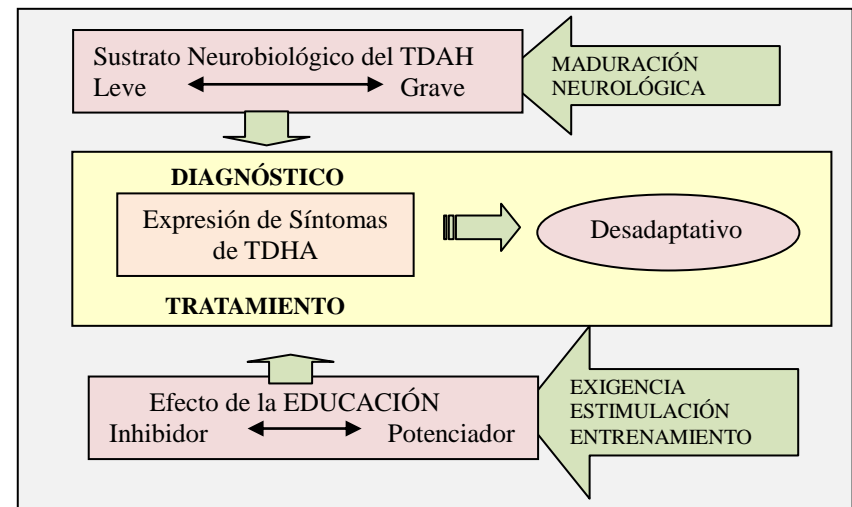 Sustrato Neurobiológico del TDAH
Leve Grave
MADURACIÓN
NEUROLÓGICA
DIAGNÓSTICO
Expresión de Síntomas
de TDHA
Desadaptativo
TRATAMIENTO
Efecto de la EDUCACIÓN
Inhibidor Potenciador
EXIGENCIA
ESTIMULACIÓN
ENTRENAMIENTO